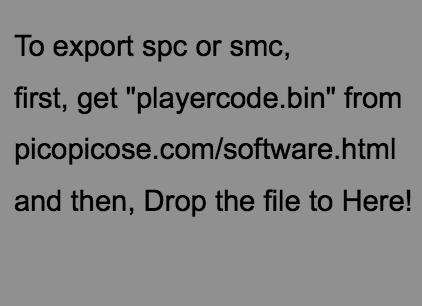 To export spc or smc,
first, get "playercode.bin" from
picopicose.com/software.html
and then, Drop the file to Here!